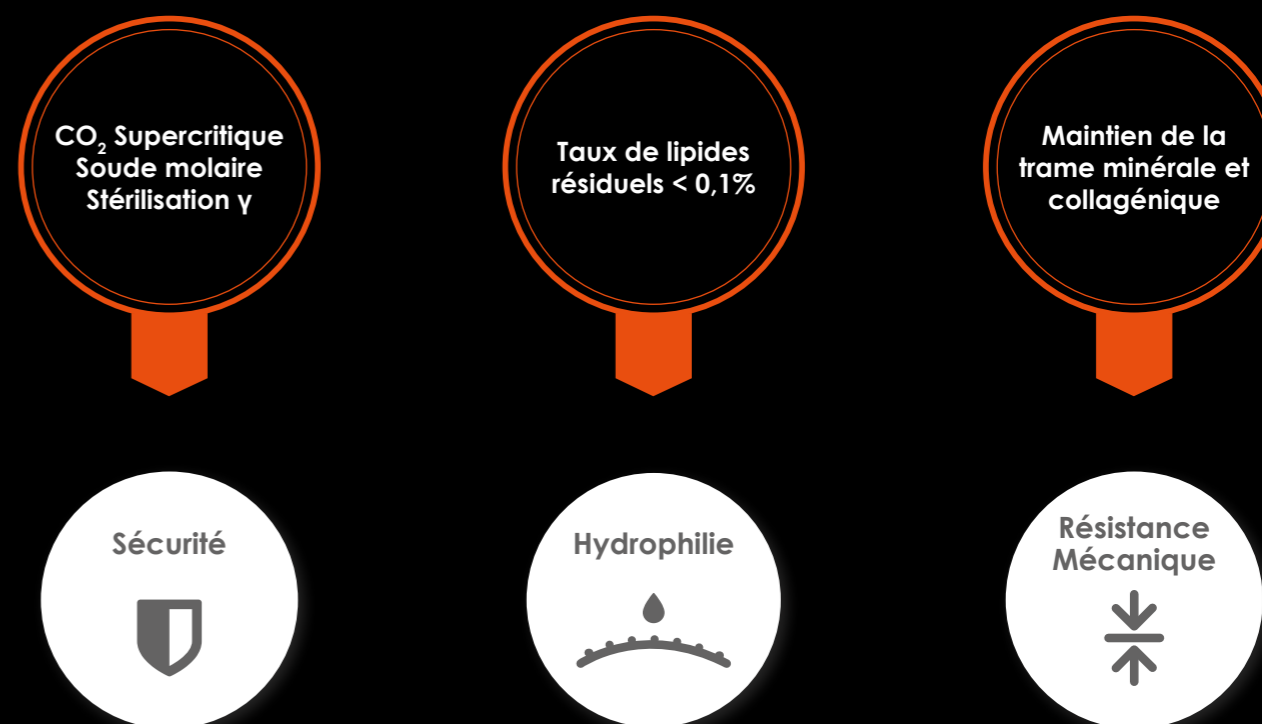 CO₂ Supercritique
Soude molaire
Stérilisation γ
Taux de lipides
résiduels < 0,1%
Maintien de la
trame minérale et
collagénique
Sécurité
Hydrophilie
Résistance
Mécanique